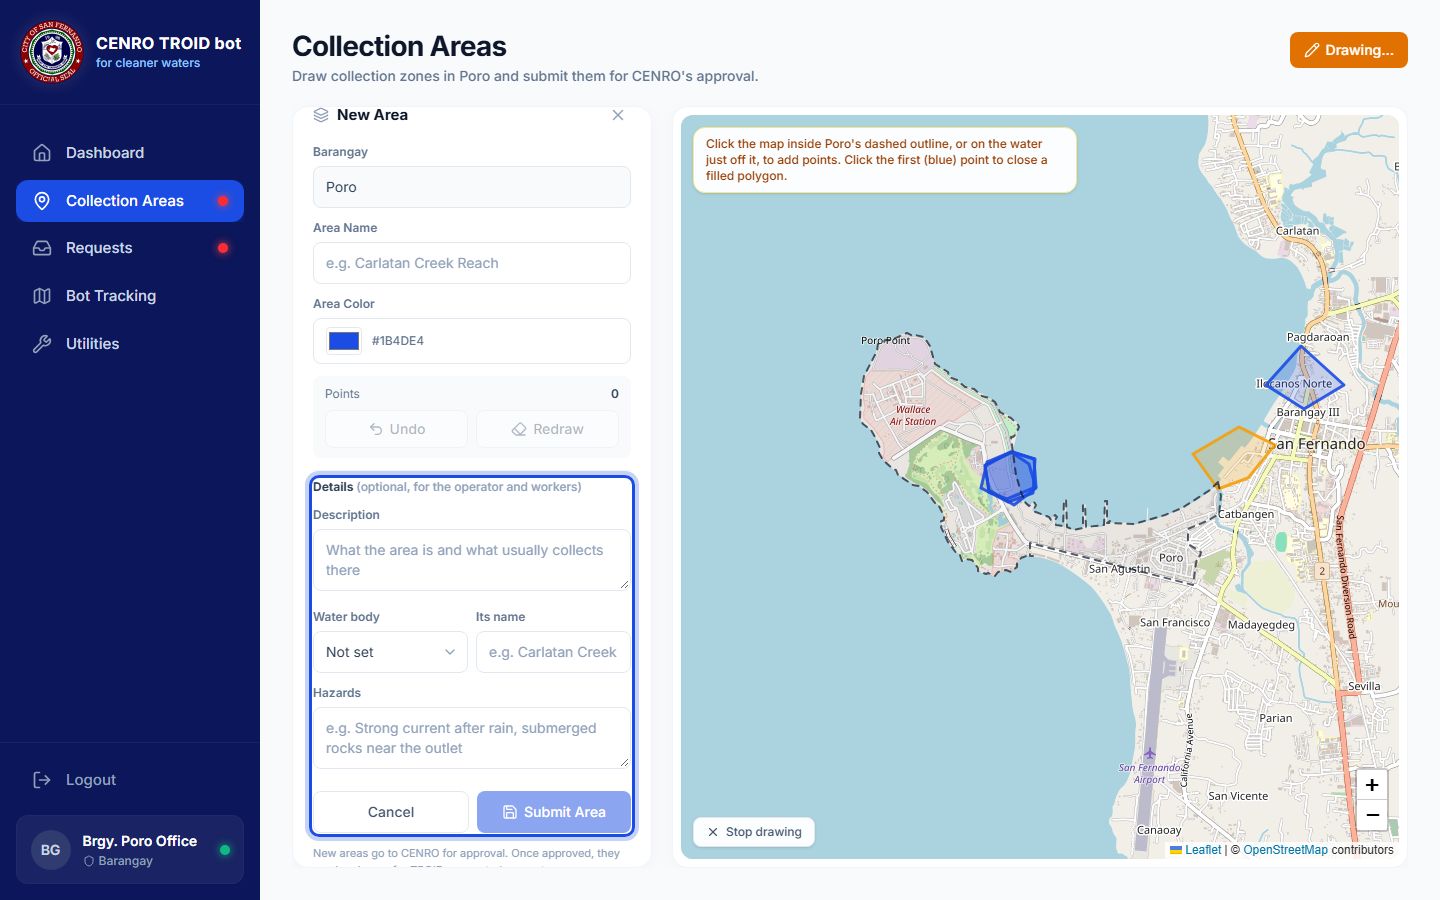 CITY OF SAN FERNANDO
OFFICIAL SEAL
CENRO TROID bot
for cleaner waters
Dashboard
Collection Areas
Requests
Bot Tracking
Utilities
Logout
BG
Brgy. Poro Office
Barangay
Collection Areas
Draw collection zones in Poro and submit them for CENRO's approval.
Drawing...
New Area
Barangay
Poro
Area Name
e.g. Carlatan Creek Reach
Area Color
#1B4DE4
Points
0
Undo
Redraw
Details (optional, for the operator and workers)
Description
What the area is and what usually collects
there
Water body
Its name
Not set
e.g. Carlatan Creek
Hazards
e.g. Strong current after rain, submerged
rocks near the outlet
Cancel
Submit Area
New areas go to CENRO for approval. Once approved, they
Click the map inside Poro's dashed outline, or on the water
just off it, to add points. Click the first (blue) point to close a
filled polygon.
Carlatan
Pagdaraoan
Poro Point
Ilocanos Norte
Wallace
Air Station
Barangay III
San Fernando
Catbangen
Poro
San Agustin
San Fernando Diversion Road
2
Mou
San Francisco
Madayegdeg
Sevilla
Parian
California Avenue
San Fernando
Airport
San Vicente
Canaoay
+
−
Stop drawing
Leaflet | © OpenStreetMap contributors